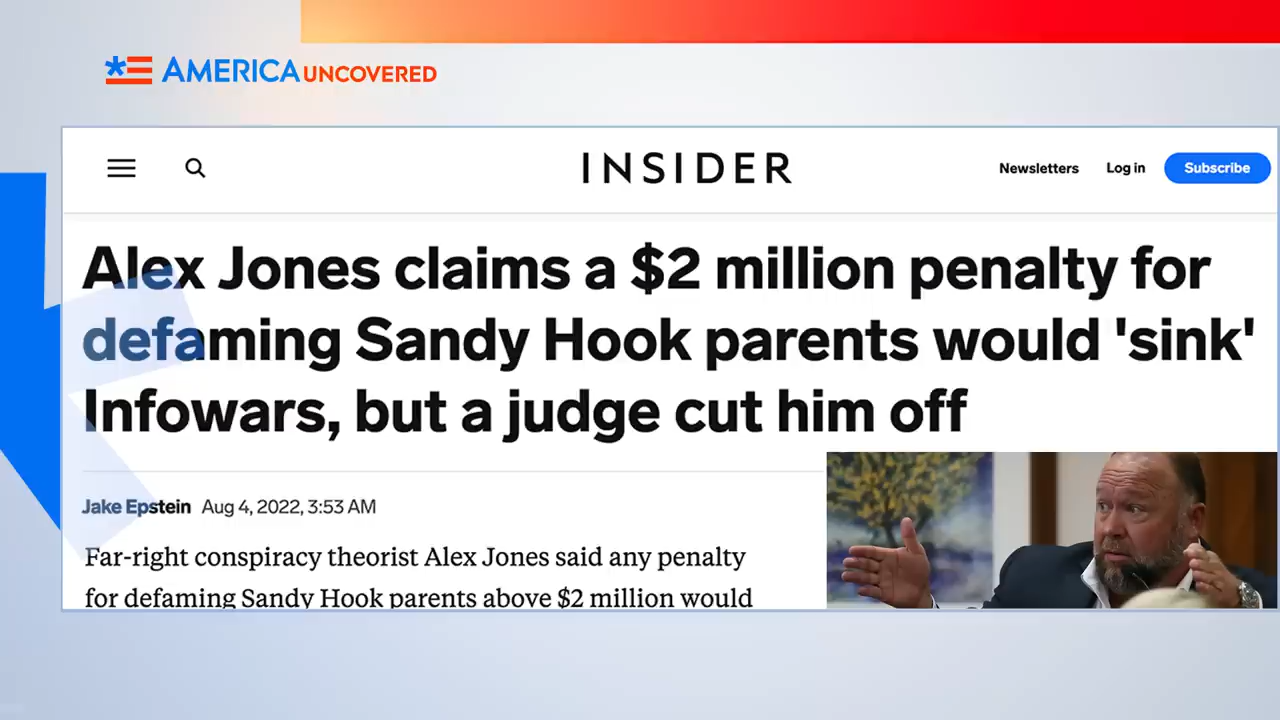 AMERICA UNCOVERED
INSIDER
Newsletters Log in Subscribe
Alex Jones claims a $2 million penalty for
defaming Sandy Hook parents would 'sink'
Infowars, but a judge cut him off
Jake Epstein Aug 4, 2022, 3:53 AM
Far-right conspiracy theorist Alex Jones said any penalty
for defaming Sandy Hook parents above $2 million would